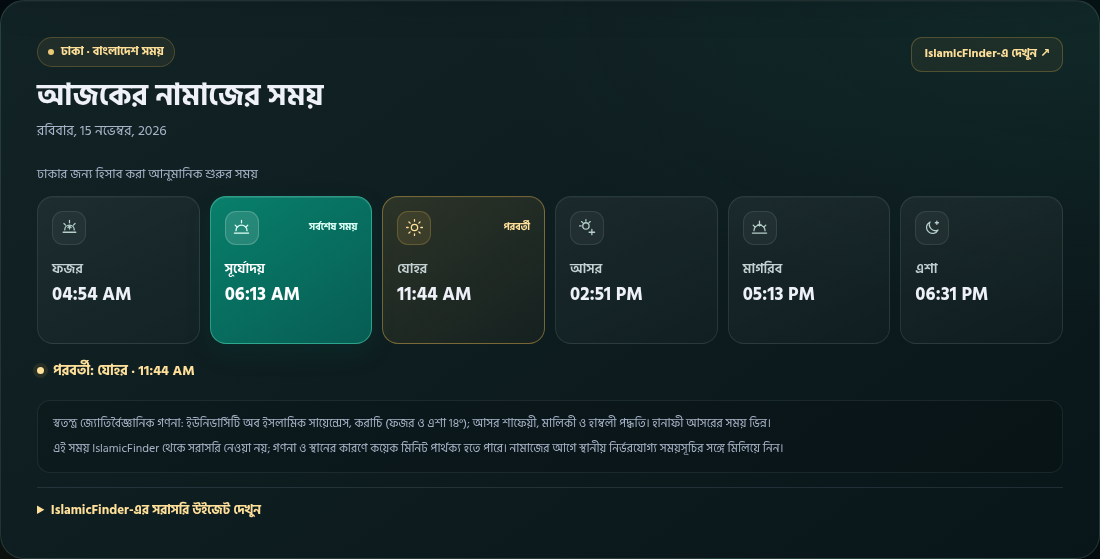 ঢাকা · বাংলাদেশ সময়
IslamicFinder-এ দেখুন ↗
আজকের নামাজের সময়
রবিবার, 15 নভেম্বর, 2026
ঢাকার জন্য হিসাব করা আনুমানিক শুরুর সময়
ফজর
04:54 AM
সর্বশেষ সময়
সূর্যোদয়
06:13 AM
পরবর্তী
যোহর
11:44 AM
আসর
02:51 PM
মাগরিব
05:13 PM
এশা
06:31 PM
পরবর্তী: যোহর · 11:44 AM
স্বতন্ত্র জ্যোতির্বৈজ্ঞানিক গণনা: ইউনিভার্সিটি অব ইসলামিক সায়েন্সেস, করাচি (ফজর ও এশা 18°); আসর শাফেয়ী, মালিকী ও হাম্বলী পদ্ধতি। হানাফী আসরের সময় ভিন্ন।
এই সময় IslamicFinder থেকে সরাসরি নেওয়া নয়; গণনা ও স্থানের কারণে কয়েক মিনিট পার্থক্য হতে পারে। নামাজের আগে স্থানীয় নির্ভরযোগ্য সময়সূচির সঙ্গে মিলিয়ে নিন।
▶ IslamicFinder-এর সরাসরি উইজেট দেখুন